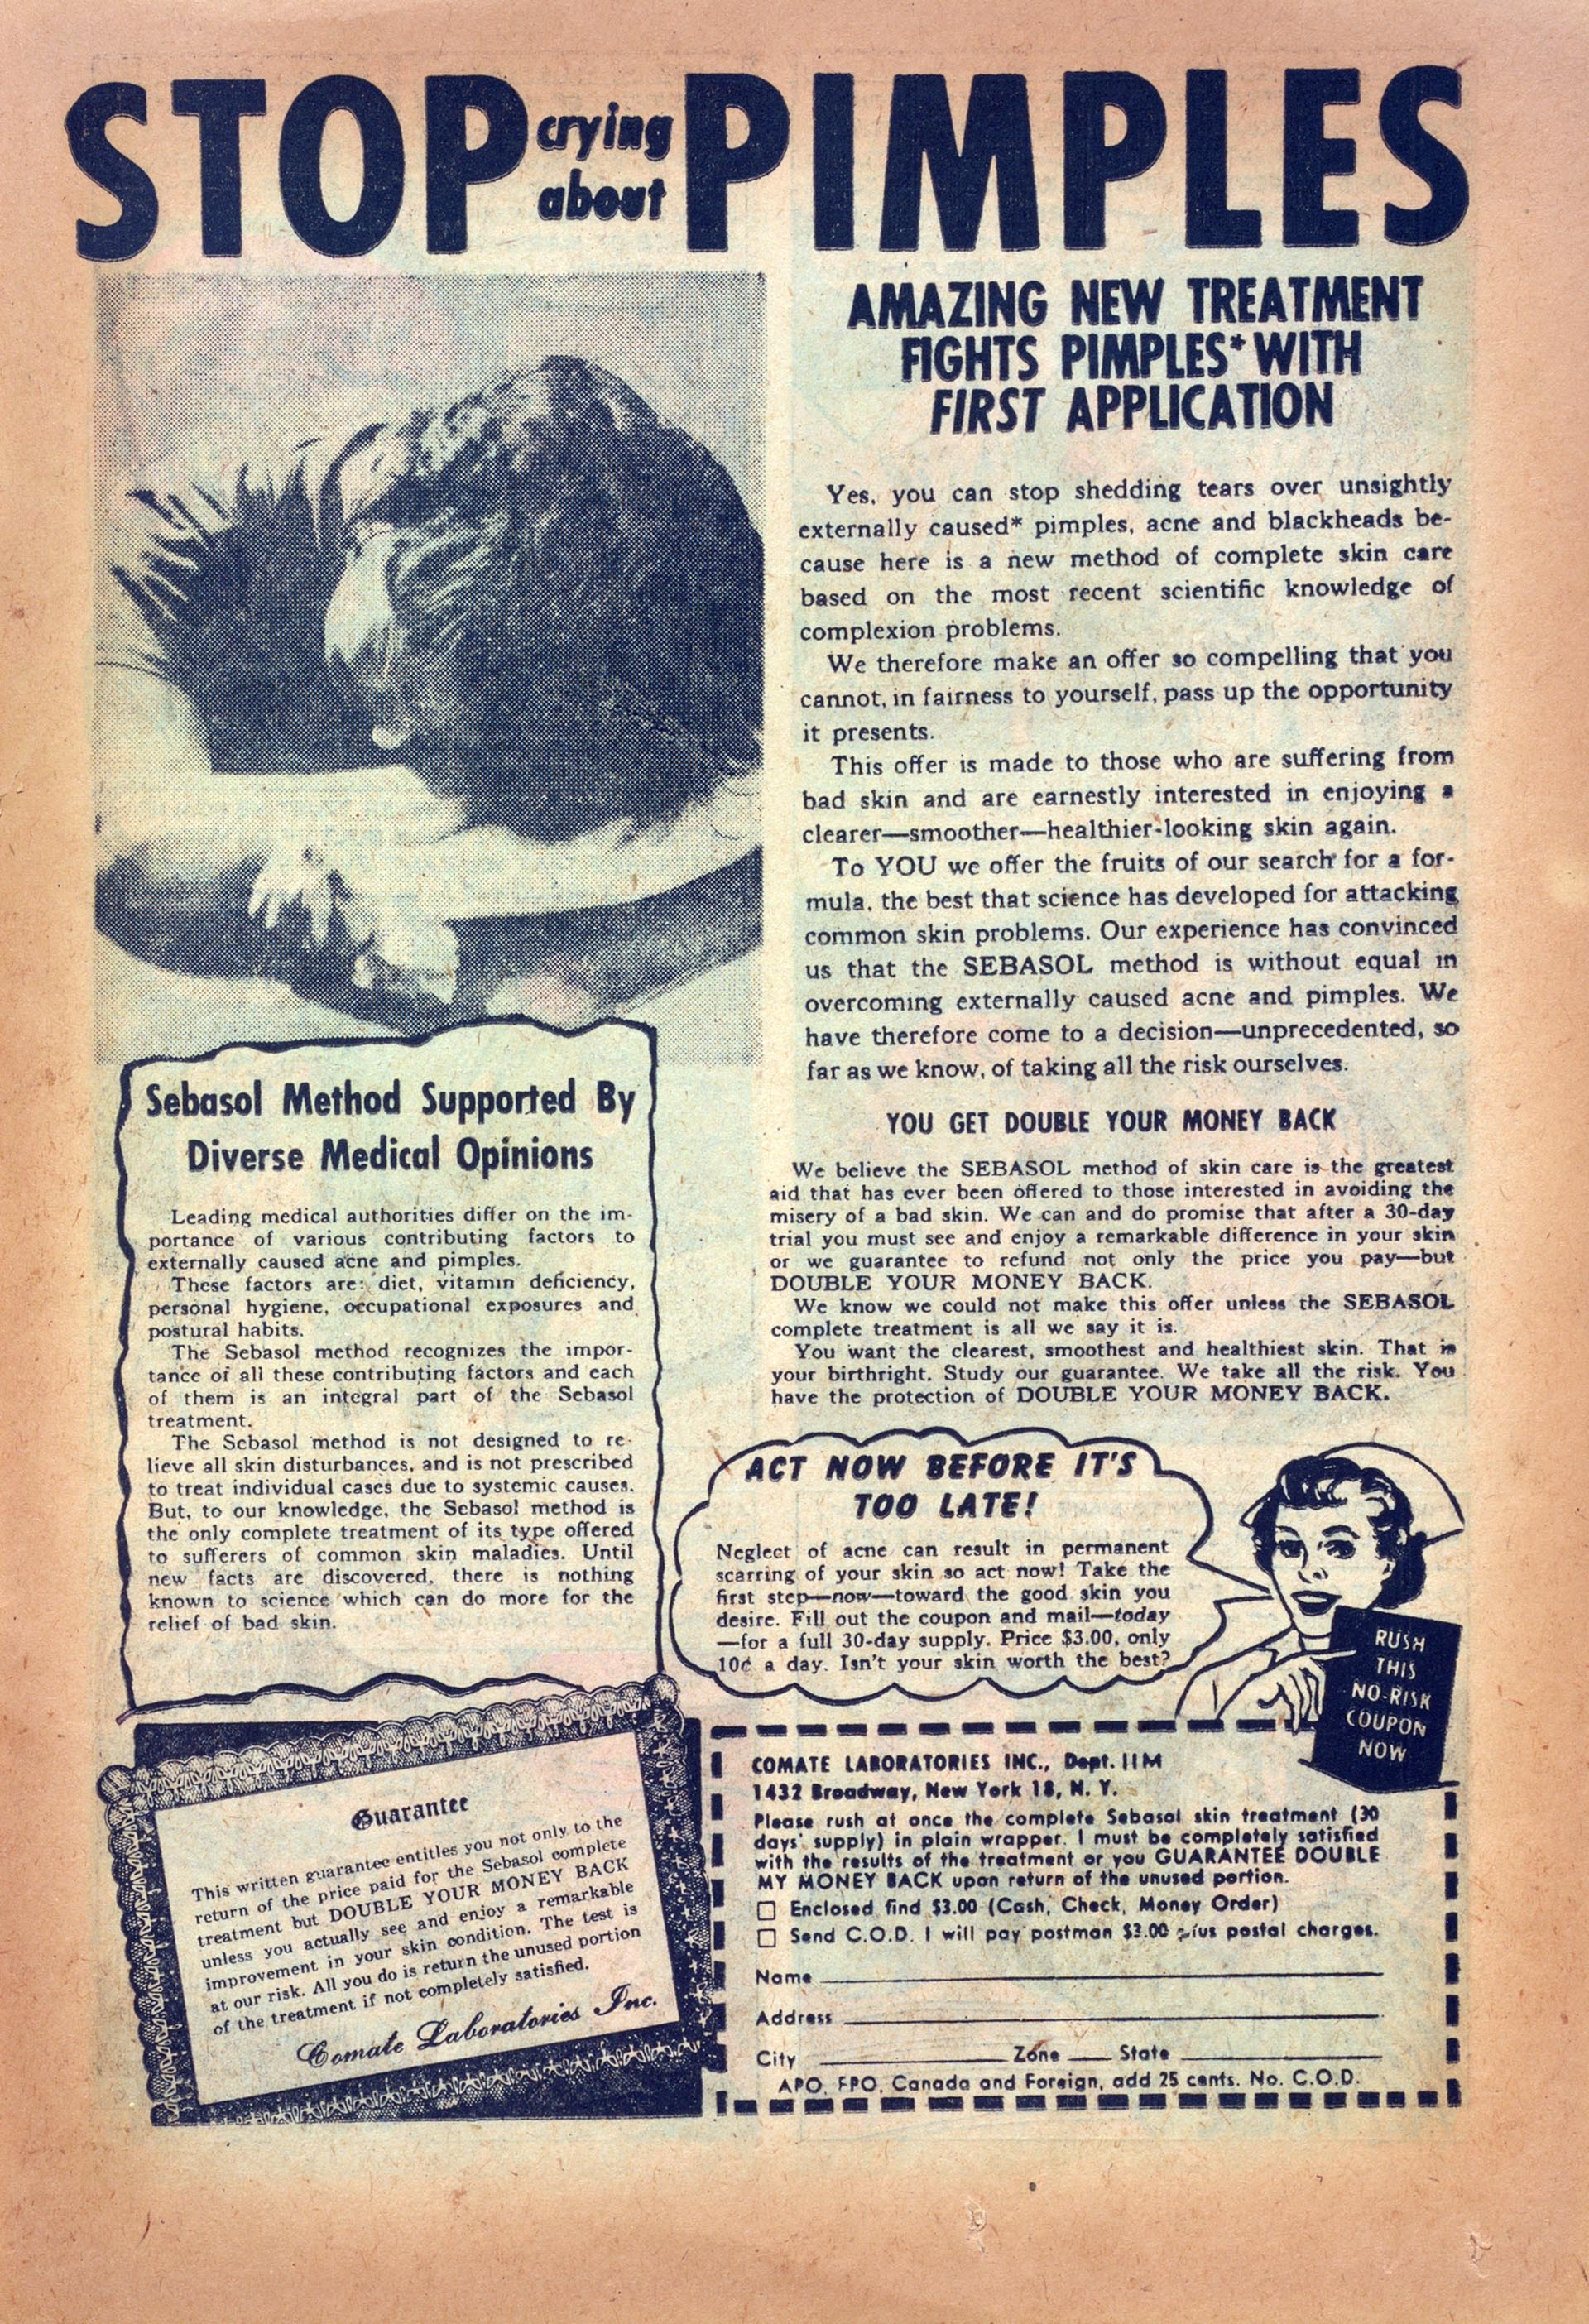 STOP crying about PIMPLES
AMAZING NEW TREATMENT
FIGHTS PIMPLES* WITH
FIRST APPLICATION
Yes, you can stop shedding tears over unsightly
externally caused* pimples, acne and blackheads be-
cause here is a new method of complete skin care
based on the most recent scientific knowledge of
complexion problems.
We therefore make an offer so compelling that you
cannot, in fairness to yourself, pass up the opportunity
it presents.
This offer is made to those who are suffering from
bad skin and are earnestly interested in enjoying a
clearer—smoother—healthier-looking skin again.
To YOU we offer the fruits of our search for a for-
mula, the best that science has developed for attacking
common skin problems. Our experience has convinced
us that the SEBASOL method is without equal in
overcoming externally caused acne and pimples. We
have therefore come to a decision—unprecedented, so
far as we know, of taking all the risk ourselves.
YOU GET DOUBLE YOUR MONEY BACK
We believe the SEBASOL method of skin care is the greatest
aid that has ever been offered to those interested in avoiding the
misery of a bad skin. We can and do promise that after a 30-day
trial you must see and enjoy a remarkable difference in your skin
or we guarantee to refund not only the price you pay—but
DOUBLE YOUR MONEY BACK.
We know we could not make this offer unless the SEBASOL
complete treatment is all we say it is.
You want the clearest, smoothest and healthiest skin. That is
your birthright. Study our guarantee. We take all the risk. You
have the protection of DOUBLE YOUR MONEY BACK.
Sebasol Method Supported By
Diverse Medical Opinions
Leading medical authorities differ on the im-
portance of various contributing factors to
externally caused acne and pimples.
These factors are: diet, vitamin deficiency,
personal hygiene, occupational exposures and
postural habits.
The Sebasol method recognizes the impor-
tance of all these contributing factors and each
of them is an integral part of the Sebasol
treatment.
The Sebasol method is not designed to re-
lieve all skin disturbances, and is not prescribed
to treat individual cases due to systemic causes.
But, to our knowledge, the Sebasol method is
the only complete treatment of its type offered
to sufferers of common skin maladies. Until
new facts are discovered, there is nothing
known to science which can do more for the
relief of bad skin.
ACT NOW BEFORE IT'S
TOO LATE!
Neglect of acne can result in permanent
scarring of your skin so act now! Take the
first step—now—toward the good skin you
desire. Fill out the coupon and mail—today
—for a full 30-day supply. Price $3.00, only
10¢ a day. Isn't your skin worth the best?
RUSH
THIS
NO-RISK
COUPON
NOW
Guarantee
This written guarantee entitles you not only to the
return of the price paid for the Sebasol complete
treatment but DOUBLE YOUR MONEY BACK
unless you actually see and enjoy a remarkable
improvement in your skin condition. The test is
at our risk. All you do is return the unused portion
of the treatment if not completely satisfied.
Comate Laboratories Inc.
COMATE LABORATORIES INC., Dept. 11M
1432 Broadway, New York 18, N. Y.
Please rush at once the complete Sebasol skin treatment (30
days' supply) in plain wrapper. I must be completely satisfied
with the results of the treatment or you GUARANTEE DOUBLE
MY MONEY BACK upon return of the unused portion.
☐ Enclosed find $3.00 (Cash, Check, Money Order)
☐ Send C.O.D. I will pay postman $3.00 plus postal charges.
Name
Address
City Zone State
APO, FPO, Canada and Foreign, add 25 cents. No. C.O.D.